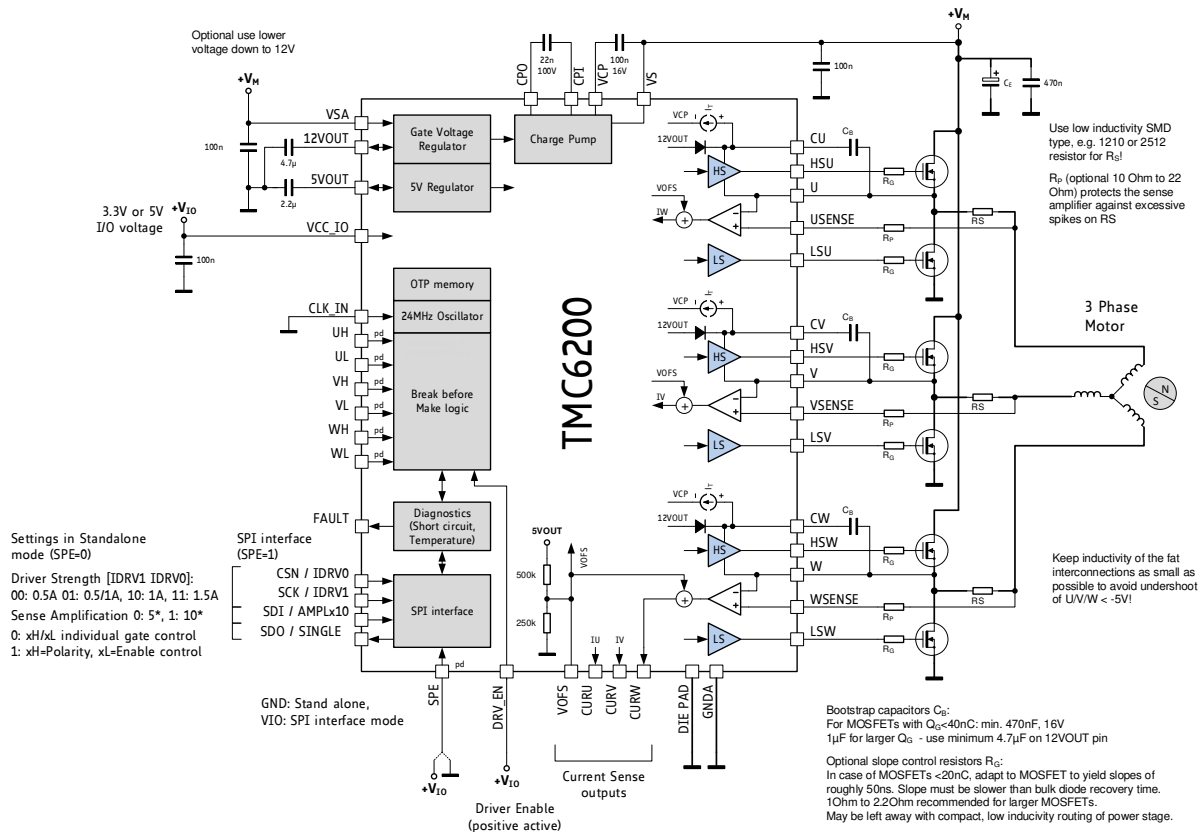 +VM
Optional use lower
voltage down to 12V
+VM
CPO
22n
100V
CPI
VCP
100n
16V
VS
100n
CE
470n
VSA
12VOUT
100n
4.7µ
5VOUT
2.2µ
Gate Voltage
Regulator
5V Regulator
Charge Pump
3.3V or 5V
I/O voltage
+VIO
VCC_IO
100n
OTP memory
24MHz Oscillator
Break before
Make logic
CLK_IN
UH
pd
UL
pd
VH
pd
VL
pd
WH
pd
WL
pd
TMC6200
FAULT
Diagnostics
(Short circuit,
Temperature)
SPI interface
CSN / IDRV0
SCK / IDRV1
SDI / AMPLx10
SDO / SINGLE
Settings in Standalone
mode (SPE=0)
SPI interface
(SPE=1)
Driver Strength [IDRV1 IDRV0]:
00: 0.5A 01: 0.5/1A, 10: 1A, 11: 1.5A
Sense Amplification 0: 5*, 1: 10*
0: xH/xL individual gate control
1: xH=Polarity, xL=Enable control
VCP
12VOUT
HS
VOFS
IW
LS
CU
CB
HSU
RG
U
USENSE
RP
LSU
RG
RS
VCP
12VOUT
HS
VOFS
IV
LS
CV
CB
HSV
RG
V
VSENSE
RP
LSV
RG
RS
VCP
12VOUT
HS
LS
CW
CB
HSW
RG
W
WSENSE
RP
LSW
RG
RS
5VOUT
VOFS
500k
250k
IU
IV
pd
SPE
DRV_EN
VOFS
CURU
CURV
CURW
DIE PAD
GNDA
GND: Stand alone,
VIO: SPI interface mode
+VIO
+VIO
Driver Enable
(positive active)
Current Sense
outputs
Use low inductivity SMD
type, e.g. 1210 or 2512
resistor for RS!
RP (optional 10 Ohm to 22
Ohm) protects the sense
amplifier against excessive
spikes on RS
3 Phase
Motor
N
S
Keep inductivity of the fat
interconnections as small as
possible to avoid undershoot
of U/V/W < -5V!
Bootstrap capacitors CB:
For MOSFETs with QG<40nC: min. 470nF, 16V
1µF for larger QG - use minimum 4.7µF on 12VOUT pin
Optional slope control resistors RG:
In case of MOSFETs <20nC, adapt to MOSFET to yield slopes of
roughly 50ns. Slope must be slower than bulk diode recovery time.
1Ohm to 2.2Ohm recommended for larger MOSFETs.
May be left away with compact, low inducivity routing of power stage.